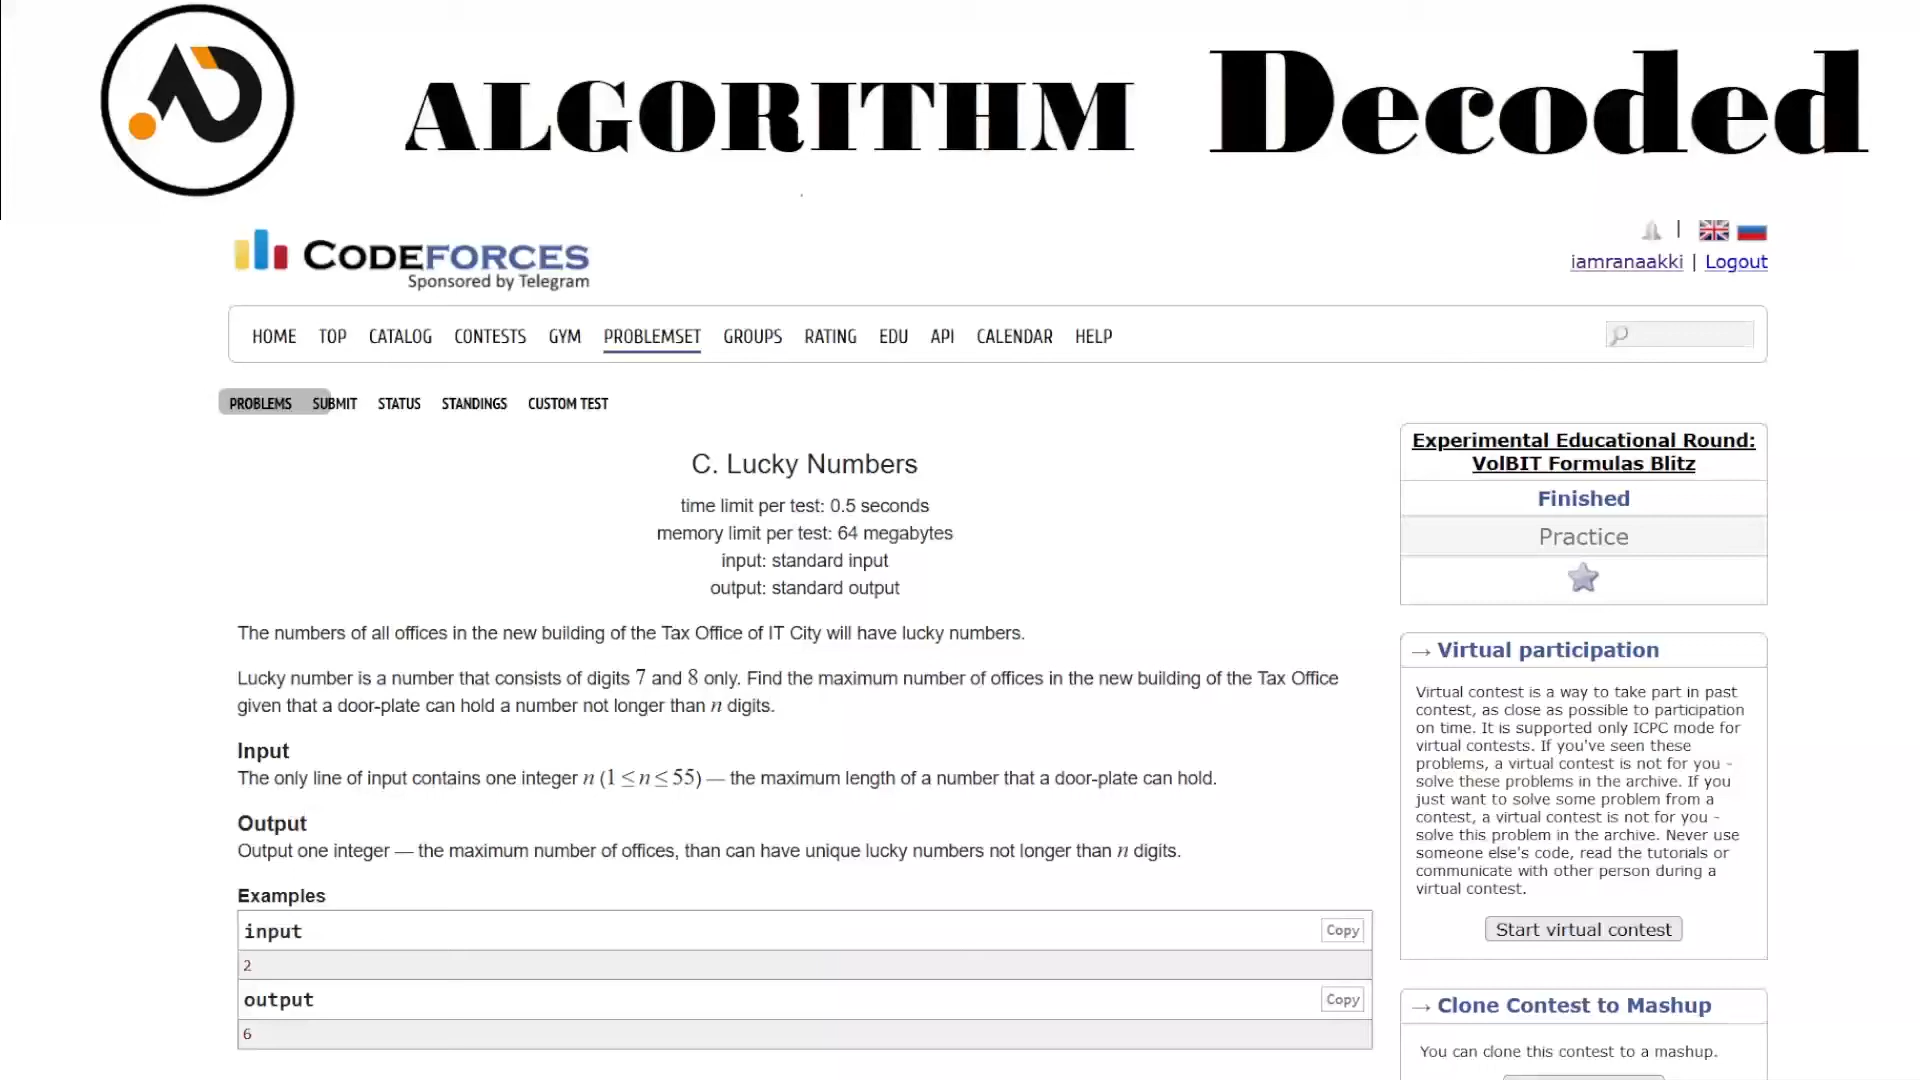 ALGORITHM Decoded
CODEFORCES
Sponsored by Telegram
|
iamranaakki | Logout
HOME TOP CATALOG CONTESTS GYM PROBLEMSET GROUPS RATING EDU API CALENDAR HELP
PROBLEMS SUBMIT STATUS STANDINGS CUSTOM TEST
C. Lucky Numbers
time limit per test: 0.5 seconds
memory limit per test: 64 megabytes
input: standard input
output: standard output
The numbers of all offices in the new building of the Tax Office of IT City will have lucky numbers.
Lucky number is a number that consists of digits 7 and 8 only. Find the maximum number of offices in the new building of the Tax Office
given that a door-plate can hold a number not longer than n digits.
Input
The only line of input contains one integer n (1 ≤ n ≤ 55) — the maximum length of a number that a door-plate can hold.
Output
Output one integer — the maximum number of offices, than can have unique lucky numbers not longer than n digits.
Examples
input Copy
2
output Copy
6
Experimental Educational Round:
VolBIT Formulas Blitz
Finished
Practice
→ Virtual participation
Virtual contest is a way to take part in past
contest, as close as possible to participation
on time. It is supported only ICPC mode for
virtual contests. If you've seen these
problems, a virtual contest is not for you -
solve these problems in the archive. If you
just want to solve some problem from a
contest, a virtual contest is not for you -
solve this problem in the archive. Never use
someone else's code, read the tutorials or
communicate with other person during a
virtual contest.
Start virtual contest
→ Clone Contest to Mashup
You can clone this contest to a mashup.